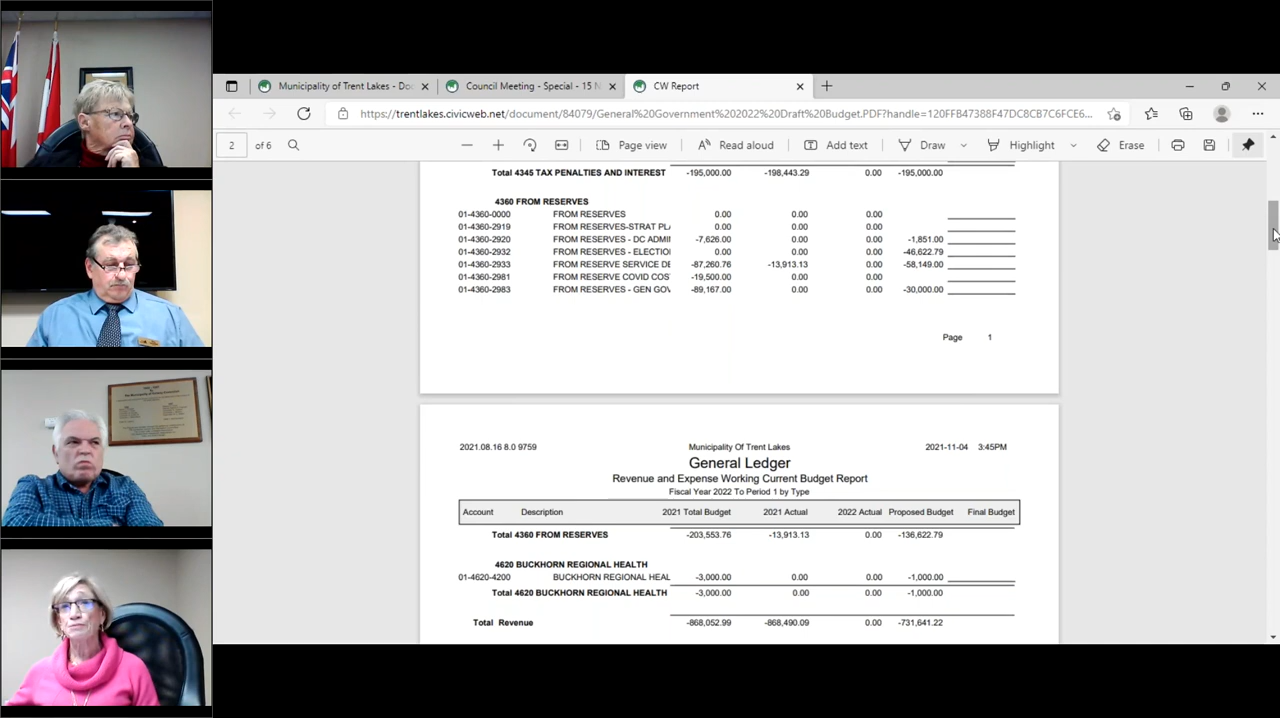 Municipality of Trent Lakes - Doc
Council Meeting - Special - 15 N
CW Report
https://trentlakes.civicweb.net/document/84079/General%20Government%202022%20Draft%20Budget.PDF?handle=120FFB47388F47DC8CB7C6FCE6...
2 of 6 Page view Read aloud Add text Draw Highlight Erase
Total 4345 TAX PENALTIES AND INTEREST -195,000.00 -198,443.29 0.00 -195,000.00
4360 FROM RESERVES
01-4360-0000 FROM RESERVES 0.00 0.00 0.00
01-4360-2919 FROM RESERVES-STRAT PL 0.00 0.00 0.00
01-4360-2920 FROM RESERVES - DC ADMI -7,626.00 0.00 0.00 -1,851.00
01-4360-2932 FROM RESERVES - ELECTIO 0.00 0.00 0.00 -46,622.79
01-4360-2933 FROM RESERVE SERVICE DE -87,260.76 -13,913.13 0.00 -58,149.00
01-4360-2981 FROM RESERVE COVID COS -19,500.00 0.00 0.00
01-4360-2983 FROM RESERVES - GEN GOV -89,167.00 0.00 0.00 -30,000.00
Page 1
2021.08.16 8.0 9759 Municipality Of Trent Lakes 2021-11-04 3:45PM
General Ledger
Revenue and Expense Working Current Budget Report
Fiscal Year 2022 To Period 1 by Type
Account Description 2021 Total Budget 2021 Actual 2022 Actual Proposed Budget Final Budget
Total 4360 FROM RESERVES -203,553.76 -13,913.13 0.00 -136,622.79
4620 BUCKHORN REGIONAL HEALTH
01-4620-4200 BUCKHORN REGIONAL HEAL -3,000.00 0.00 0.00 -1,000.00
Total 4620 BUCKHORN REGIONAL HEALTH -3,000.00 0.00 0.00 -1,000.00
Total Revenue -868,052.99 -868,490.09 0.00 -731,641.22